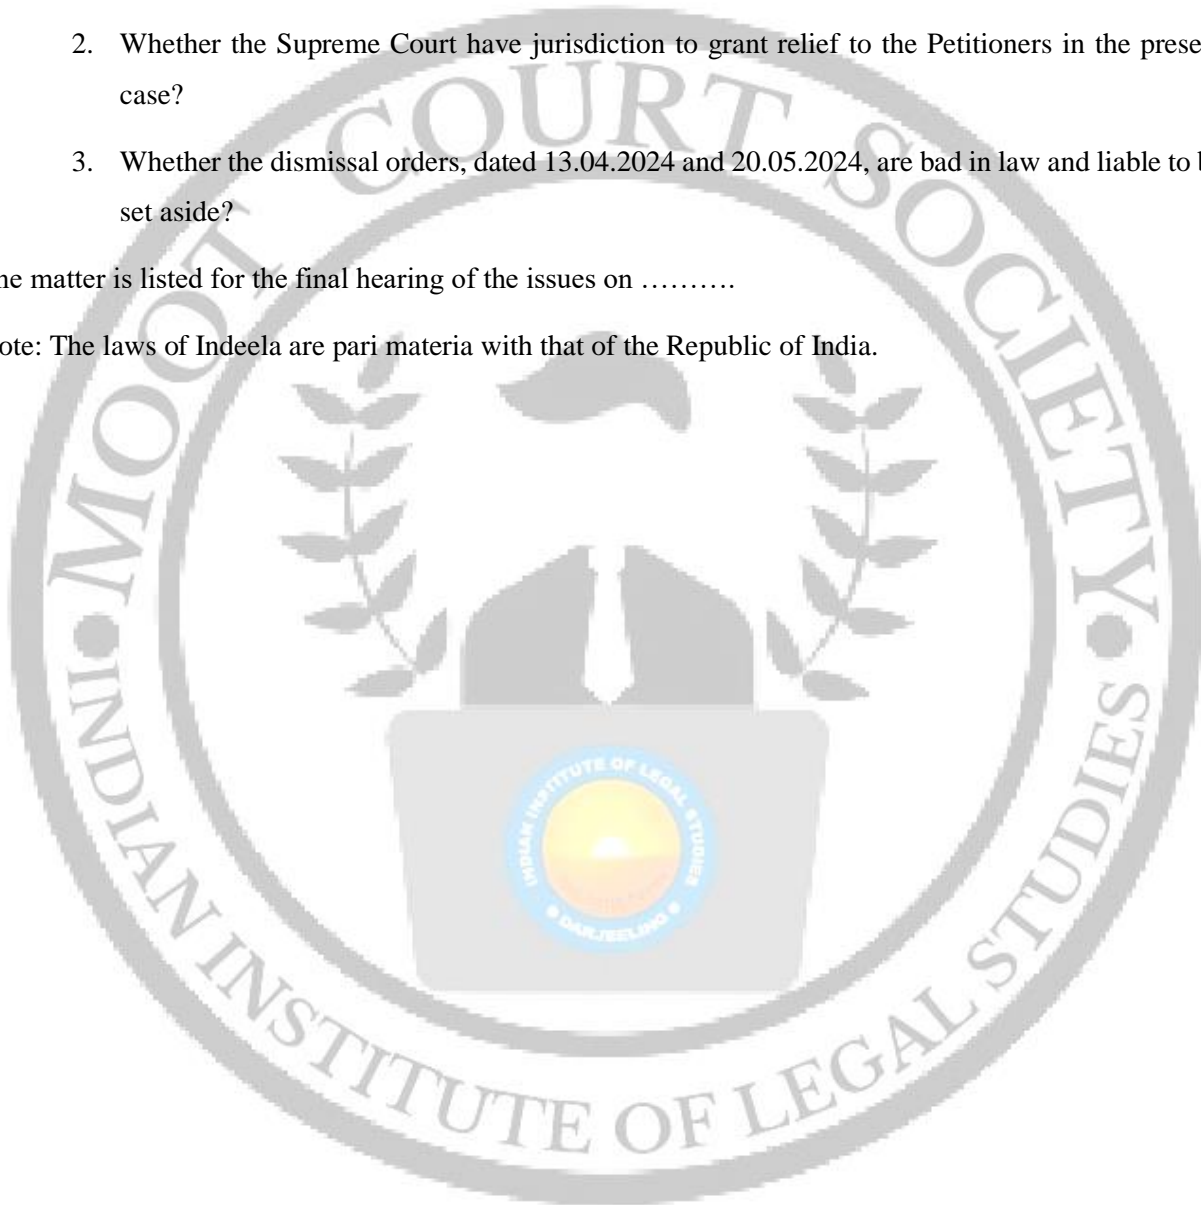 2. Whether the Supreme Court have jurisdiction to grant relief to the Petitioners in the prese
case?
3. Whether the dismissal orders, dated 13.04.2024 and 20.05.2024, are bad in law and liable to
set aside?
ne matter is listed for the final hearing of the issues on ……….
ote: The laws of Indeela are pari materia with that of the Republic of India.
MOOT COURT SOCIETY
INDIAN INSTITUTE OF LEGAL STUDIES
INDIAN INSTITUTE OF LEGAL STUDIES
DARJEELING